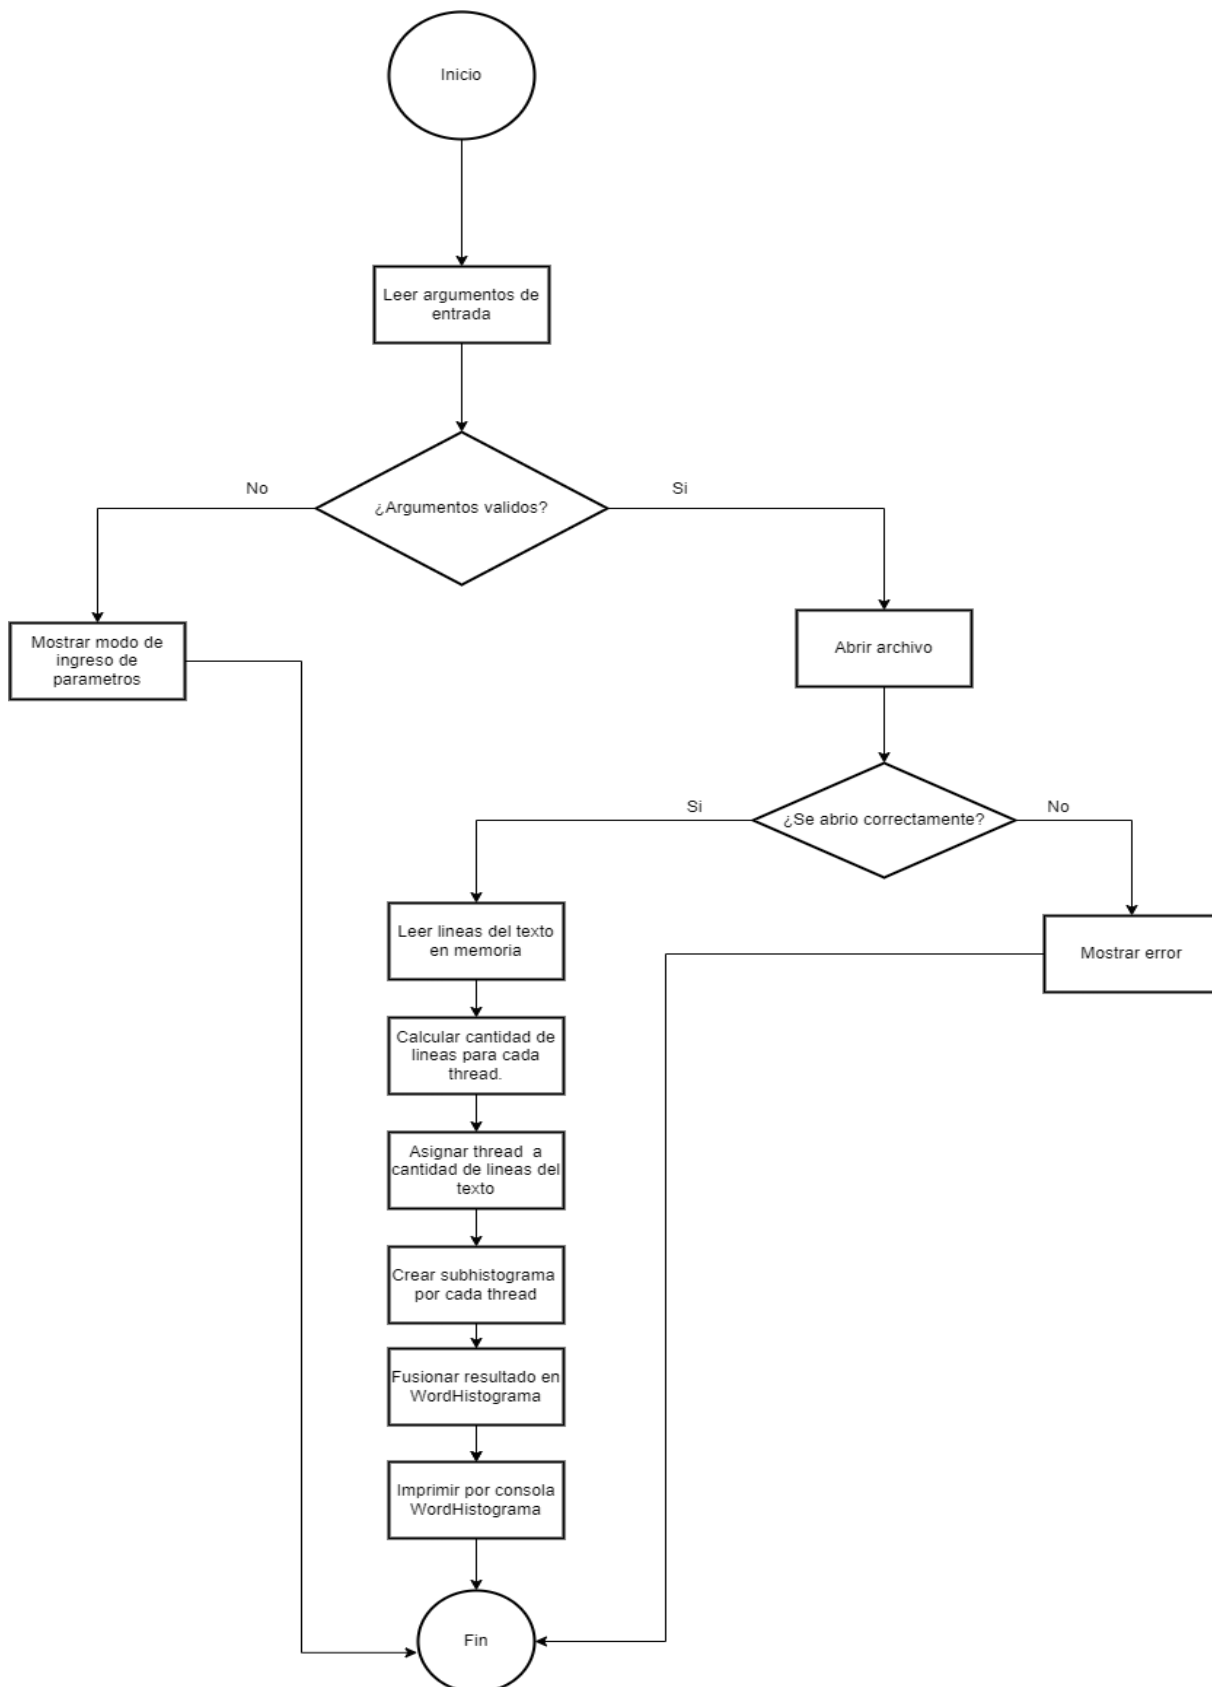 Inicio
Leer argumentos de
entrada
No
Si
¿Argumentos validos?
Mostrar modo de
ingreso de
parametros
Abrir archivo
Si
No
¿Se abrio correctamente?
Leer lineas del texto
en memoria
Mostrar error
Calcular cantidad de
lineas para cada
thread.
Asignar thread  a
cantidad de lineas del
texto
Crear subhistograma
por cada thread
Fusionar resultado en
WordHistograma
Imprimir por consola
WordHistograma
Fin